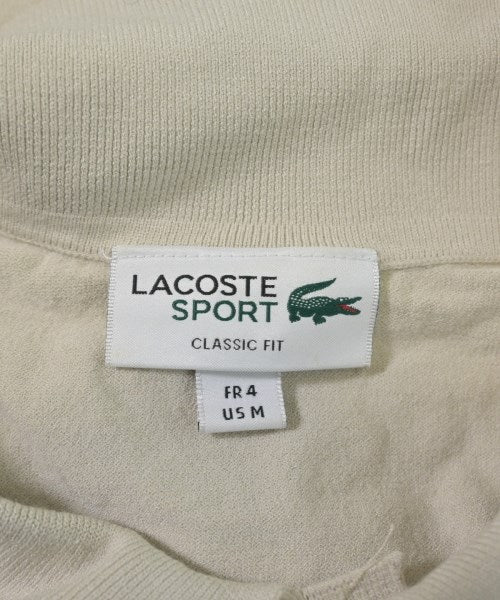 LACOSTE
SPORT
CLASSIC FIT
FR 4
US M